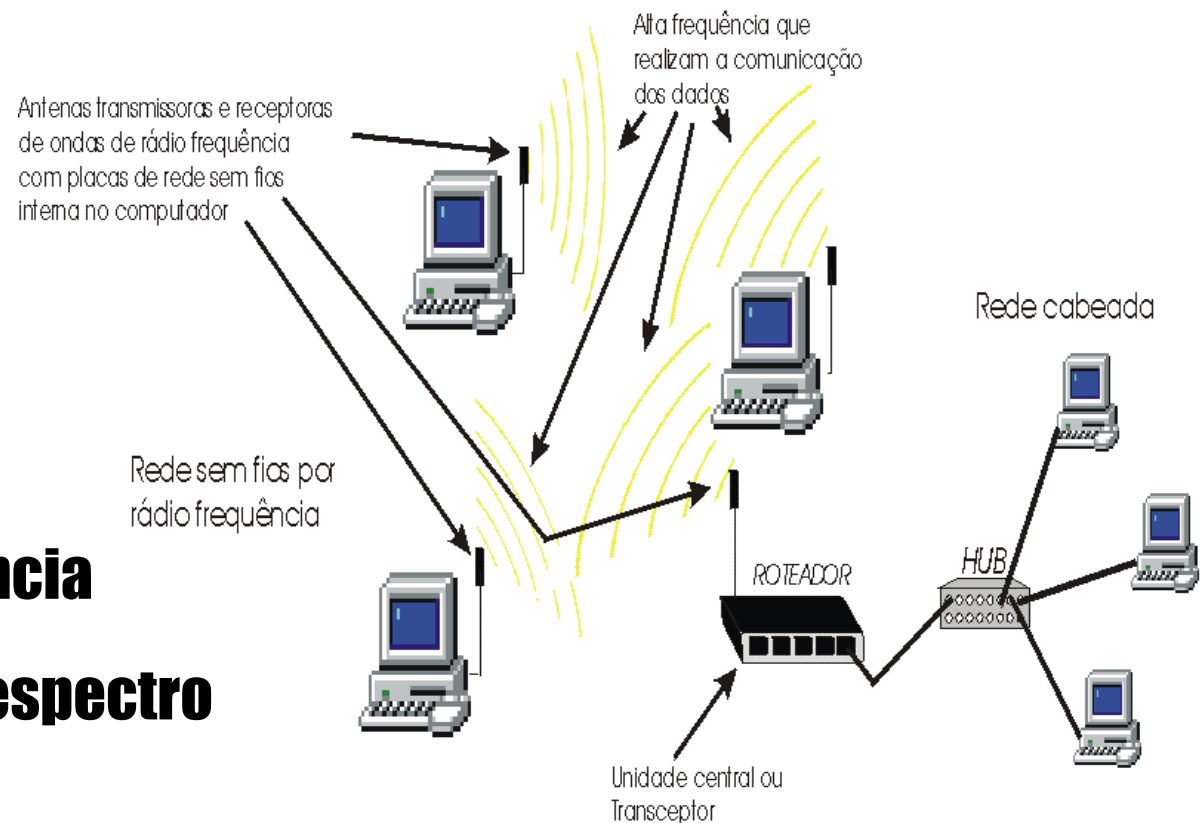 Alta frequência que
realizam a comunicação
dos dados
Antenas transmissoras e receptoras
de ondas de rádio frequência
com placas de rede sem fios
interna no computador
Rede cabeada
Rede sem fios por
rádio frequência
ncia
espectro
ROTEADOR
HUB
Unidade central ou
Transceptor